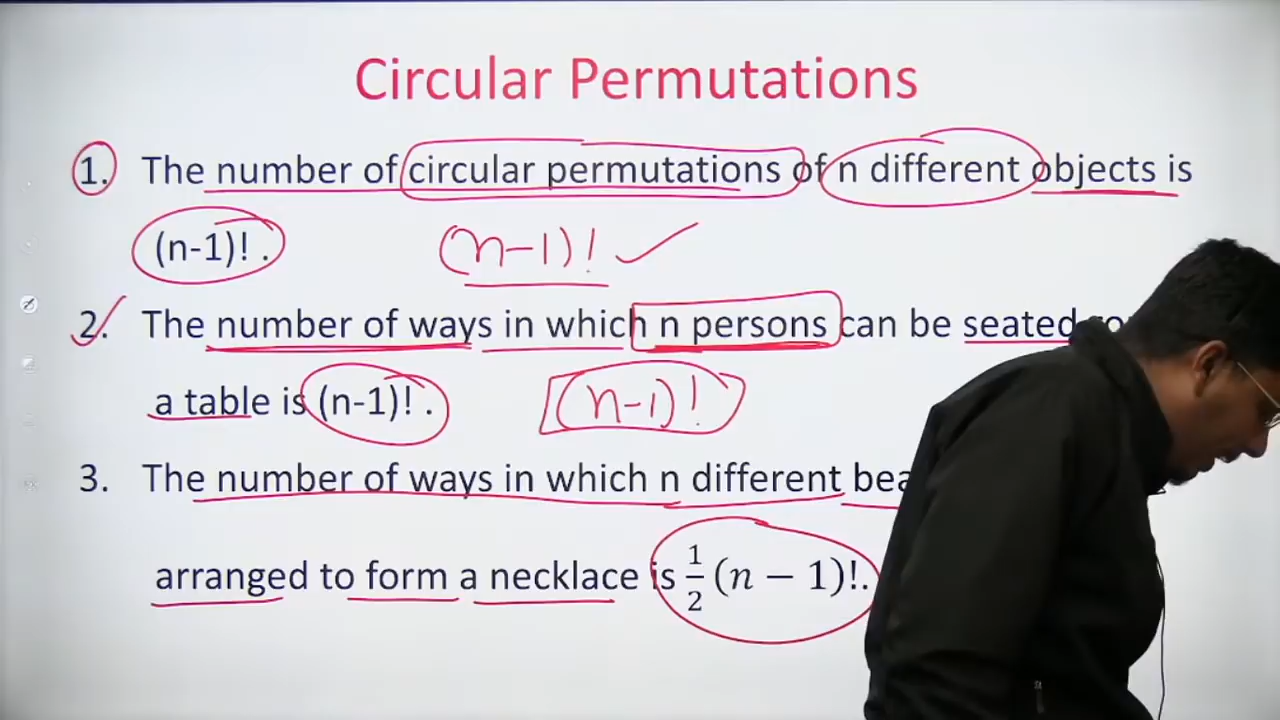 Circular Permutations
1. The number of circular permutations of n different objects is
(n-1)! . (n-1)!
2. The number of ways in which n persons can be seated
a table is (n-1)! . (n-1)!
3. The number of ways in which n different
arranged to form a necklace is 1/2 (n − 1)!.